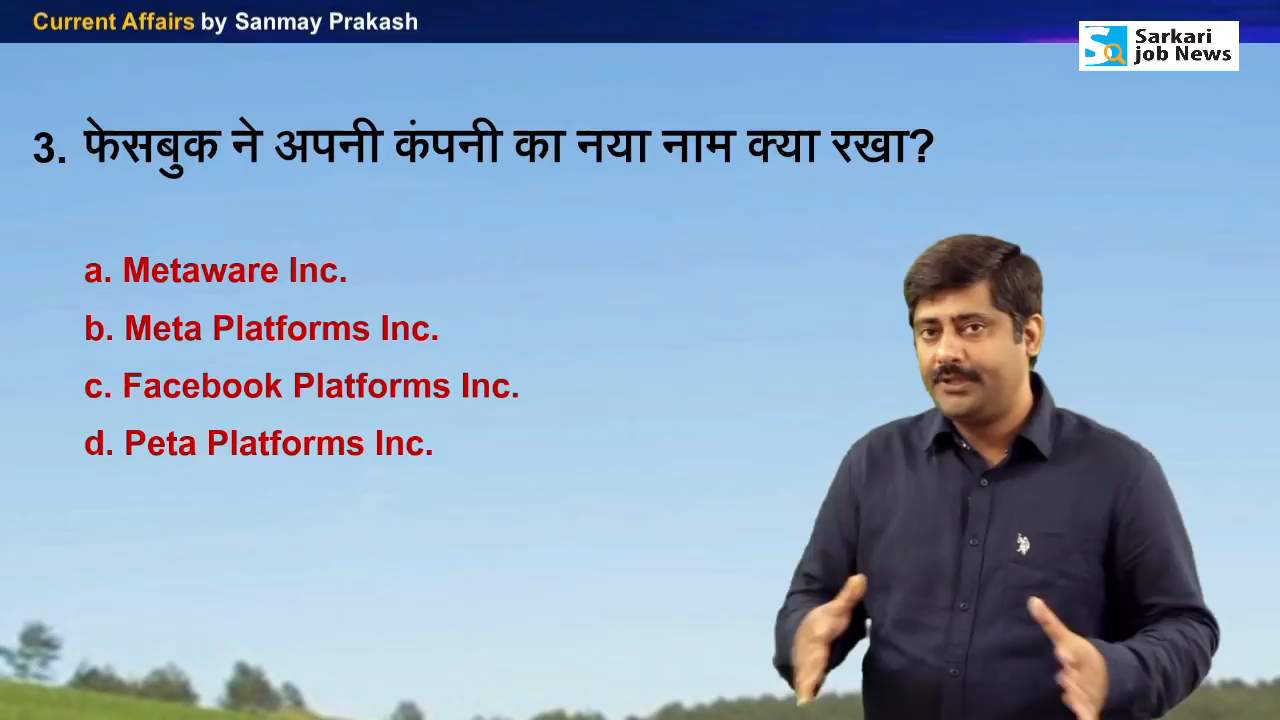 Current Affairs by Sanmay Prakash
Sarkari
job News
3. फेसबुक ने अपनी कंपनी का नया नाम क्या रखा?
a. Metaware Inc.
b. Meta Platforms Inc.
c. Facebook Platforms Inc.
d. Peta Platforms Inc.